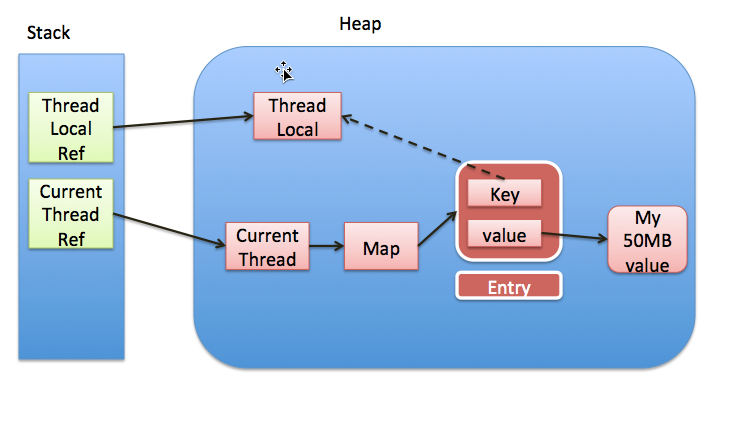 Stack
Heap
Thread
Local
Ref
Thread
Local
Current
Thread
Ref
Key
value
My
50MB
value
Current
Thread
Map
Entry